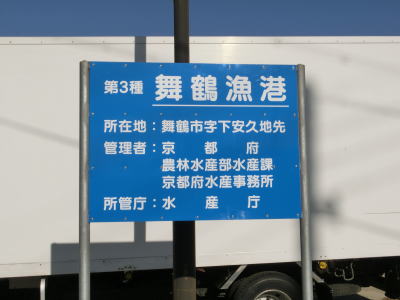 第3種 舞鶴漁港
所在地：舞鶴市字下安久地先
管理者：京都府
農林水産部水産課
京都府水産事務所
所管庁：水産庁